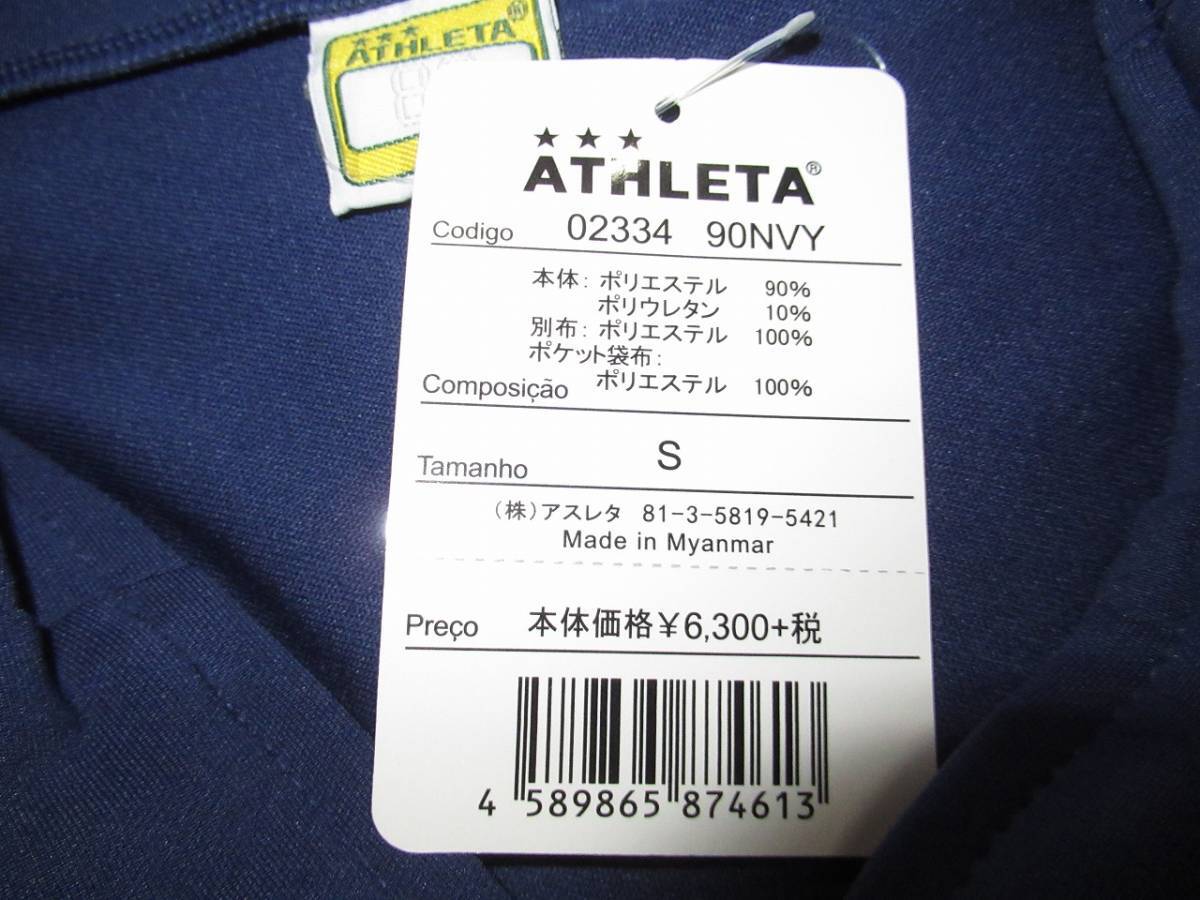 ATHLETA®
★★★
ATHLETA®
Codigo 02334 90NVY
本体: ポリエステル 90%
ポリウレタン 10%
別布: ポリエステル 100%
ポケット袋布:
Composição ポリエステル 100%
Tamanho S
(株)アスレタ 81-3-5819-5421
Made in Myanmar
Preço 本体価格¥6,300+税
4 589865 874613